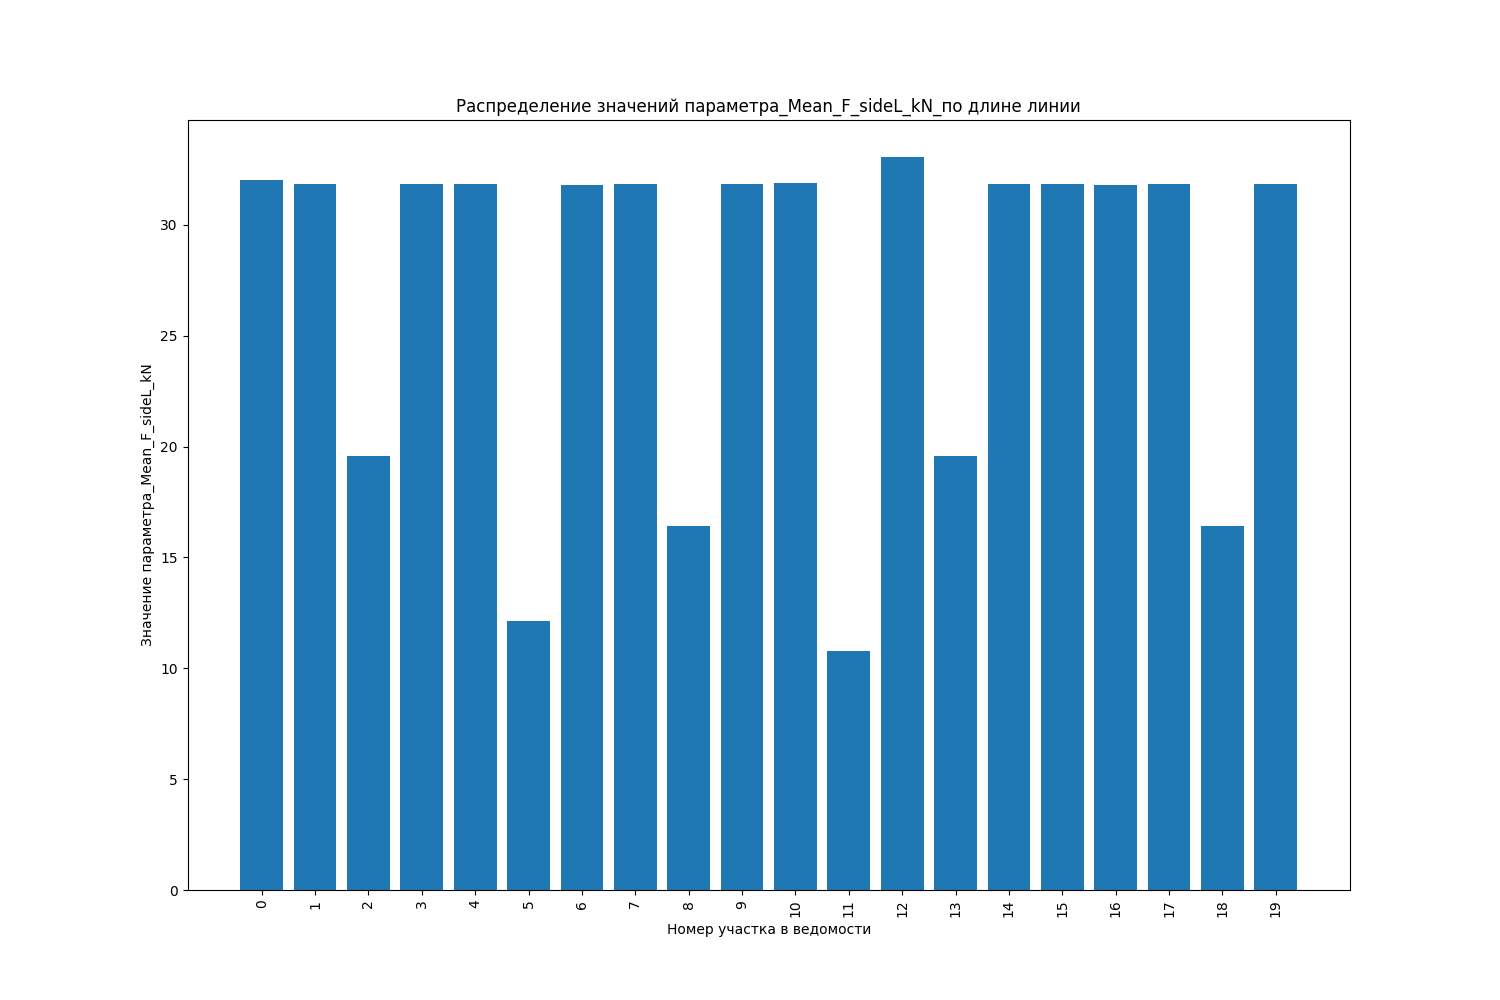 Распределение значений параметра_Mean_F_sideL_kN_по длине линии
Значение параметра_Mean_F_sideL_kN
30
25
20
15
10
5
0
0 1 2 3 4 5 6 7 8 9 10 11 12 13 14 15 16 17 18 19
Номер участка в ведомости